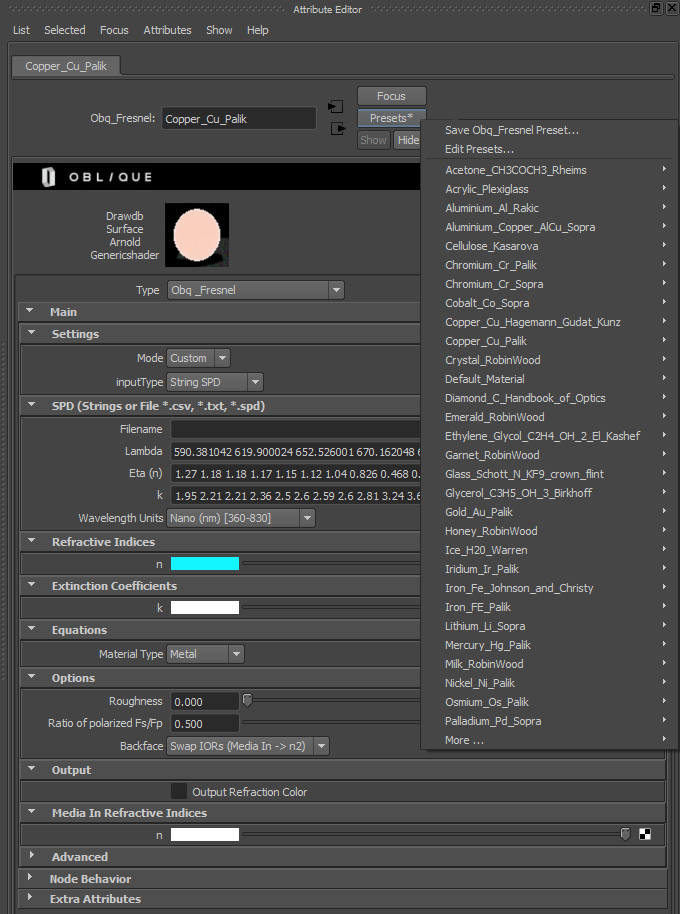 Attribute Editor
List Selected Focus Attributes Show Help
Copper_Cu_Palik
Focus
Obq_Fresnel: Copper_Cu_Palik
Presets*
Show Hide
OBL/QUE
Drawdb
Surface
Arnold
Genericshader
Type Obq _Fresnel
Main
Settings
Mode Custom
inputType String SPD
SPD (Strings or File *.csv, *.txt, *.spd)
Filename
Lambda 590.381042 619.900024 652.526001 670.162048
Eta (n) 1.27 1.18 1.18 1.17 1.15 1.12 1.04 0.826 0.468
k 1.95 2.21 2.21 2.36 2.5 2.6 2.59 2.6 2.81 3.24
Wavelength Units Nano (nm) [360-830]
Refractive Indices
n
Extinction Coefficients
k
Equations
Material Type Metal
Options
Roughness 0.000
Ratio of polarized Fs/Fp 0.500
Backface Swap IORs (Media In -> n2)
Output
Output Refraction Color
Media In Refractive Indices
n
Advanced
Node Behavior
Extra Attributes
Save Obq_Fresnel Preset...
Edit Presets...
Acetone_CH3COCH3_Rheims
Acrylic_Plexiglass
Aluminium_Al_Rakic
Aluminium_Copper_AlCu_Sopra
Cellulose_Kasarova
Chromium_Cr_Palik
Chromium_Cr_Sopra
Cobalt_Co_Sopra
Copper_Cu_Hagemann_Gudat_Kunz
Copper_Cu_Palik
Crystal_RobinWood
Default_Material
Diamond_C_Handbook_of_Optics
Emerald_RobinWood
Ethylene_Glycol_C2H4_OH_2_El_Kashef
Garnet_RobinWood
Glass_Schott_N_KF9_crown_flint
Glycerol_C3H5_OH_3_Birkhoff
Gold_Au_Palik
Honey_RobinWood
Ice_H20_Warren
Iridium_Ir_Palik
Iron_Fe_Johnson_and_Christy
Iron_FE_Palik
Lithium_Li_Sopra
Mercury_Hg_Palik
Milk_RobinWood
Nickel_Ni_Palik
Osmium_Os_Palik
Palladium_Pd_Sopra
More ...